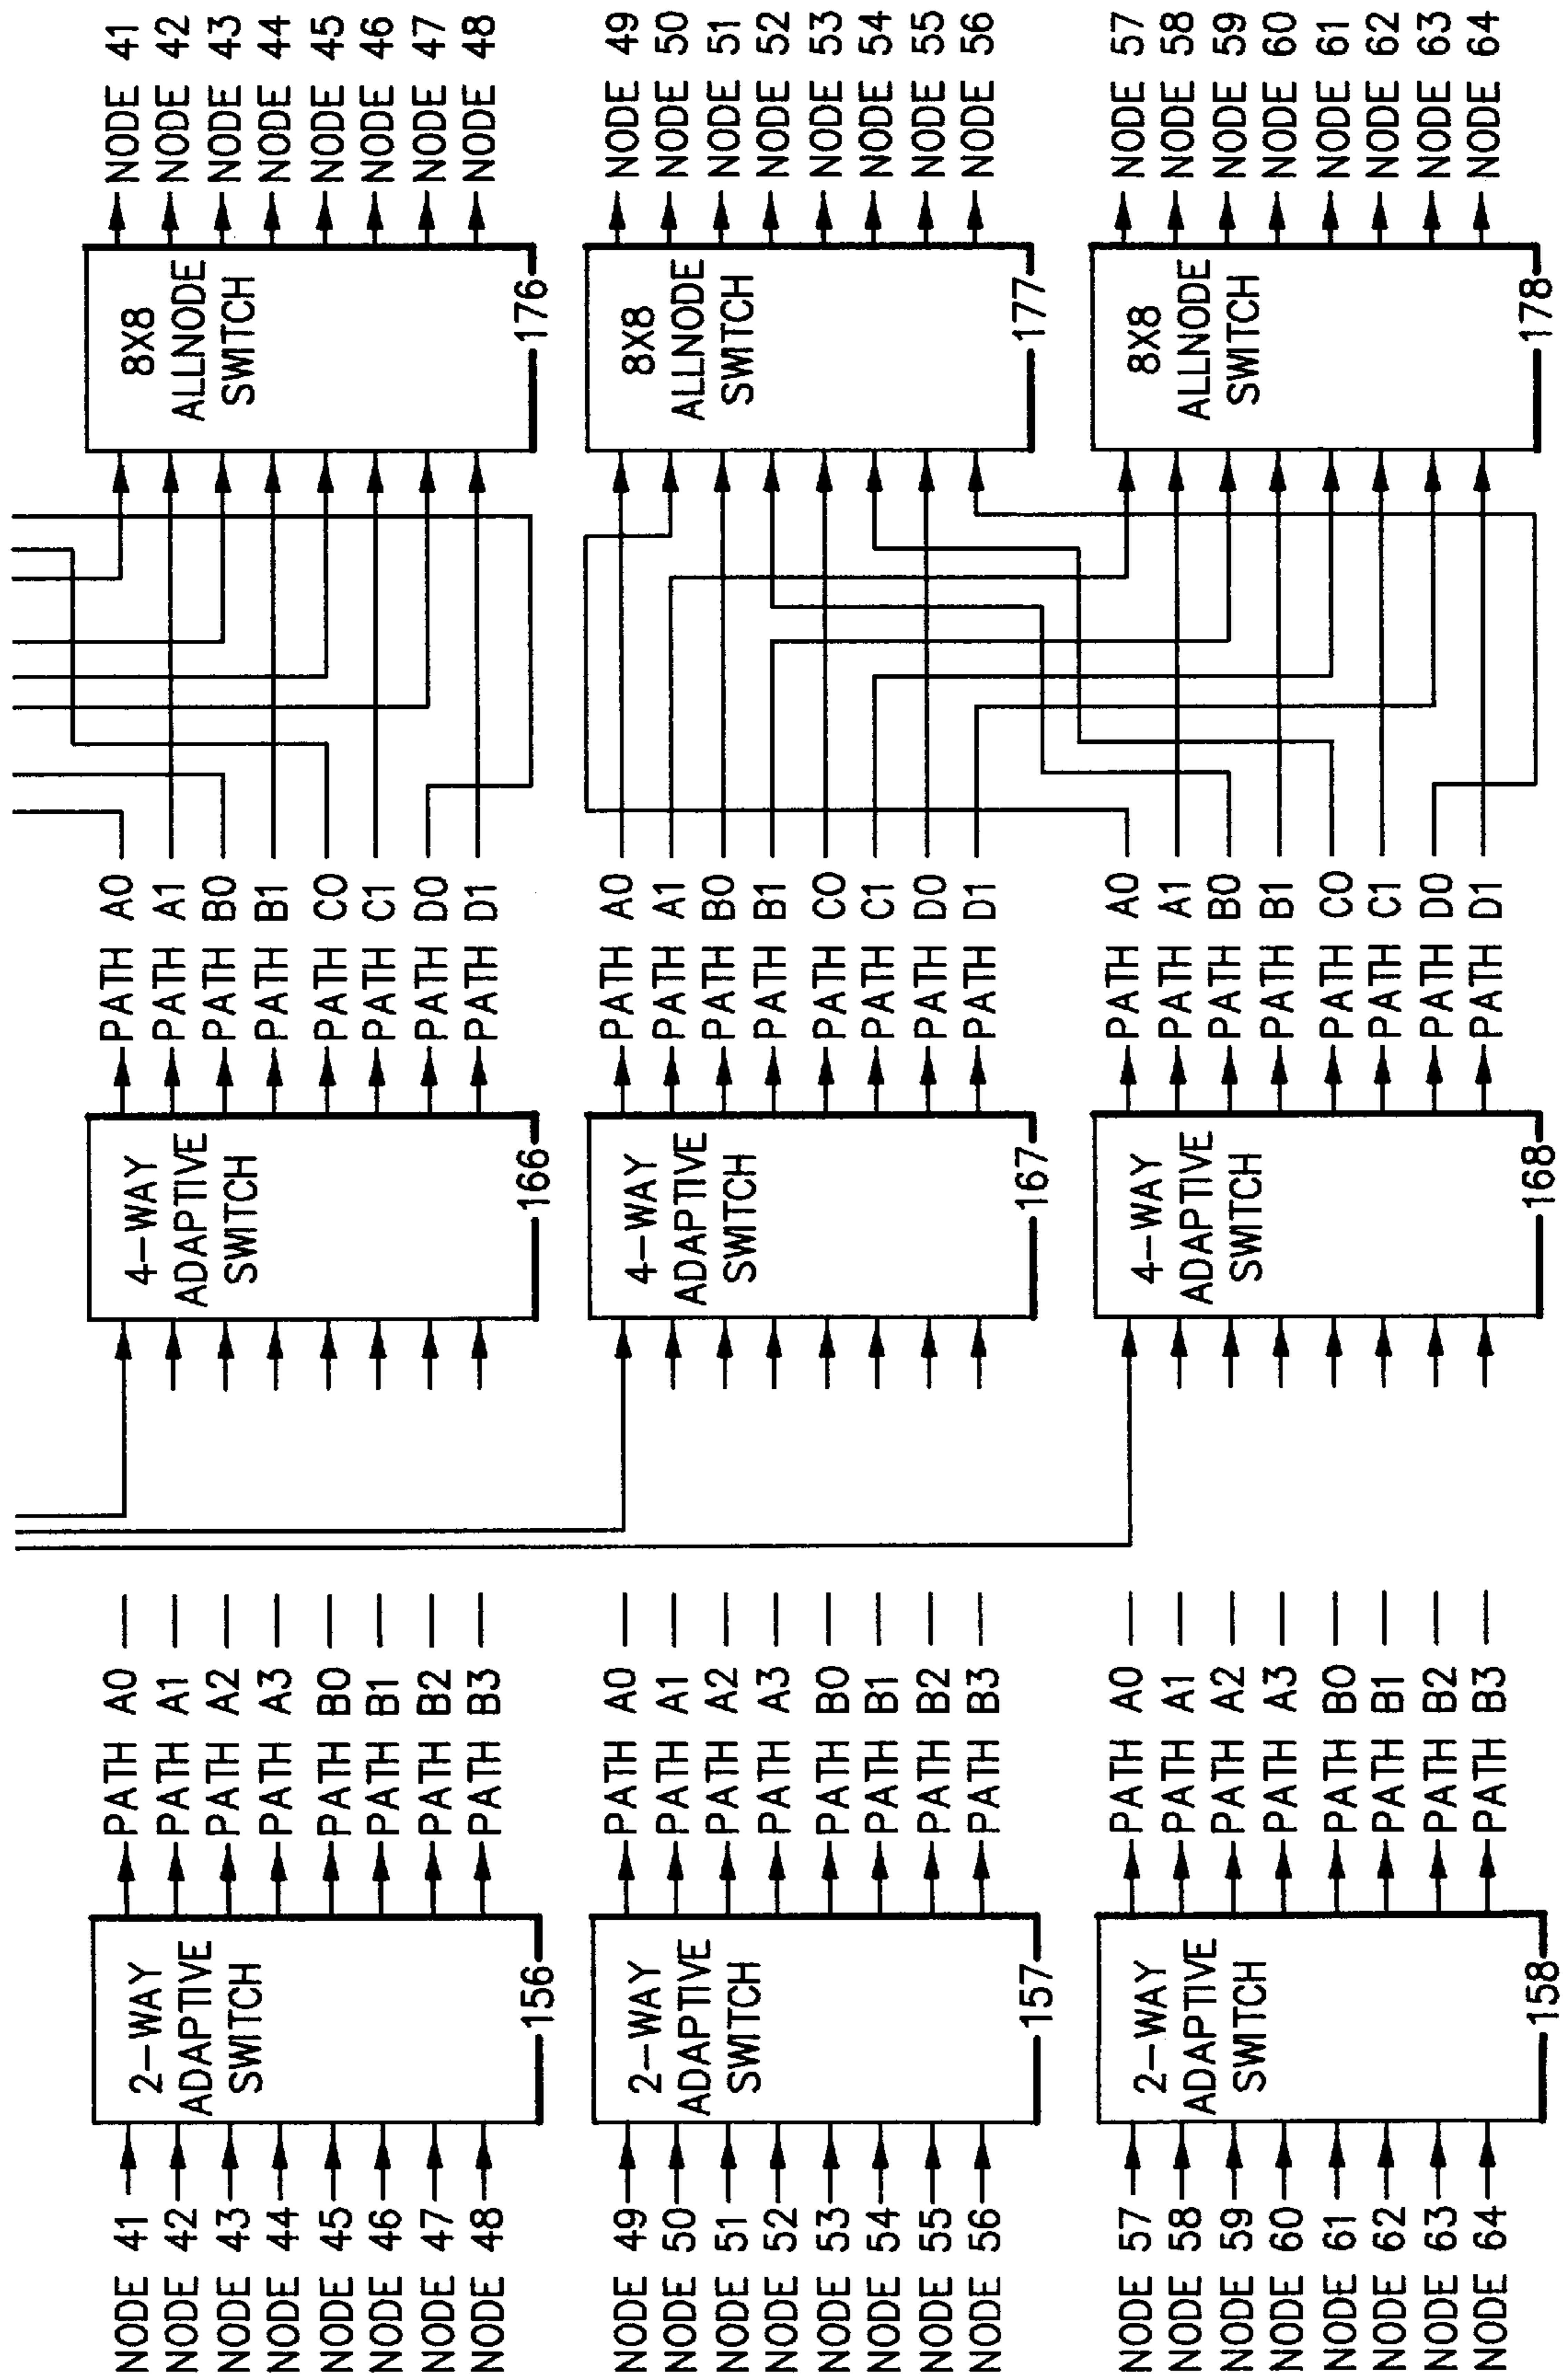 NODE 41
NODE 42
NODE 43
NODE 44
NODE 45
NODE 46
NODE 47
NODE 48
2-WAY
ADAPTIVE
SWITCH
156
PATH A0
PATH A1
PATH A2
PATH A3
PATH B0
PATH B1
PATH B2
PATH B3
4-WAY
ADAPTIVE
SWITCH
166
PATH A0
PATH A1
PATH B0
PATH B1
PATH C0
PATH C1
PATH D0
PATH D1
8X8
ALLNODE
SWITCH
176
NODE 41
NODE 42
NODE 43
NODE 44
NODE 45
NODE 46
NODE 47
NODE 48
NODE 49
NODE 50
NODE 51
NODE 52
NODE 53
NODE 54
NODE 55
NODE 56
2-WAY
ADAPTIVE
SWITCH
157
PATH A0
PATH A1
PATH A2
PATH A3
PATH B0
PATH B1
PATH B2
PATH B3
4-WAY
ADAPTIVE
SWITCH
167
PATH A0
PATH A1
PATH B0
PATH B1
PATH C0
PATH C1
PATH D0
PATH D1
8X8
ALLNODE
SWITCH
177
NODE 49
NODE 50
NODE 51
NODE 52
NODE 53
NODE 54
NODE 55
NODE 56
NODE 57
NODE 58
NODE 59
NODE 60
NODE 61
NODE 62
NODE 63
NODE 64
2-WAY
ADAPTIVE
SWITCH
158
PATH A0
PATH A1
PATH A2
PATH A3
PATH B0
PATH B1
PATH B2
PATH B3
4-WAY
ADAPTIVE
SWITCH
168
PATH A0
PATH A1
PATH B0
PATH B1
PATH C0
PATH C1
PATH D0
PATH D1
8X8
ALLNODE
SWITCH
178
NODE 57
NODE 58
NODE 59
NODE 60
NODE 61
NODE 62
NODE 63
NODE 64